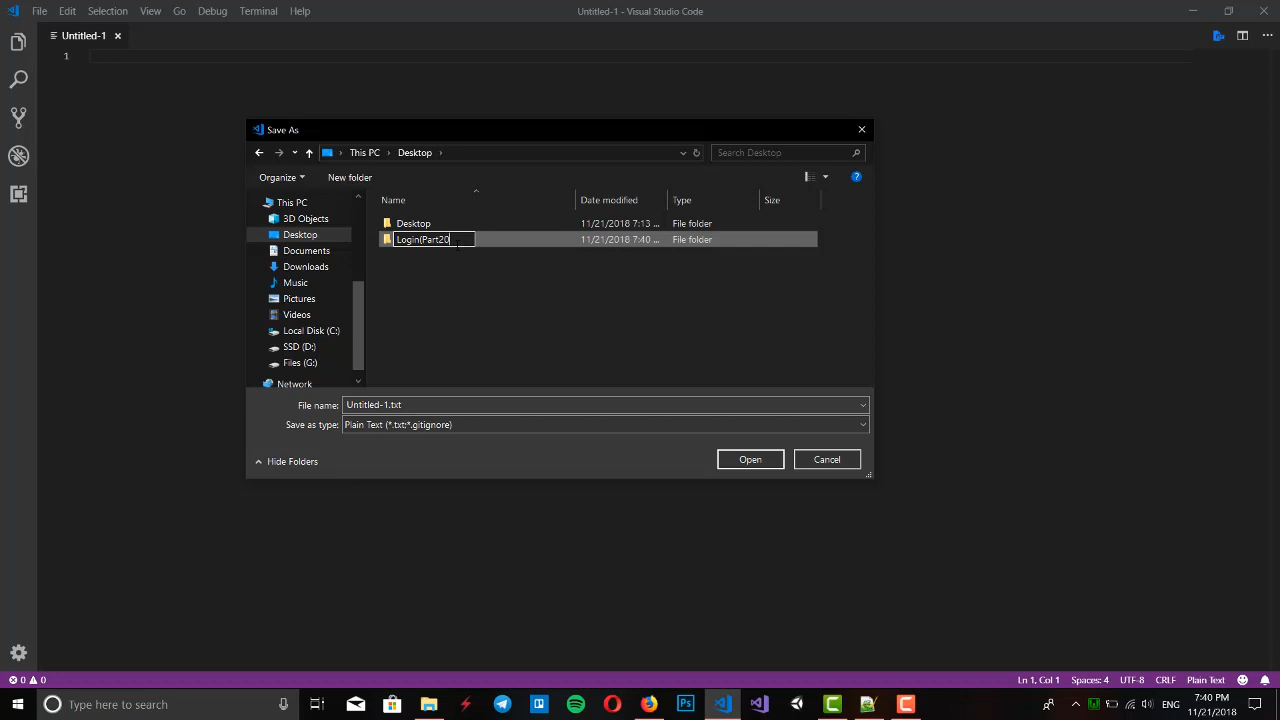 File Edit Selection View Go Debug Terminal Help
Untitled-1 - Visual Studio Code
Untitled-1
1
Save As
This PC > Desktop >
Search Desktop
Organize
New folder
Name Date modified Type Size
This PC
3D Objects
Desktop
Documents
Downloads
Music
Pictures
Videos
Local Disk (C:)
SSD (D:)
Files (G:)
Network
Desktop 11/21/2018 7:13 ... File folder
Login(Part20 11/21/2018 7:40 ... File folder
File name: Untitled-1.txt
Save as type: Plain Text (*.txt;*.gitignore)
Hide Folders
Open
Cancel
0 0
Ln 1, Col 1 Spaces: 4 UTF-8 CRLF Plain Text
Type here to search
Ps
ENG
7:40 PM
11/21/2018